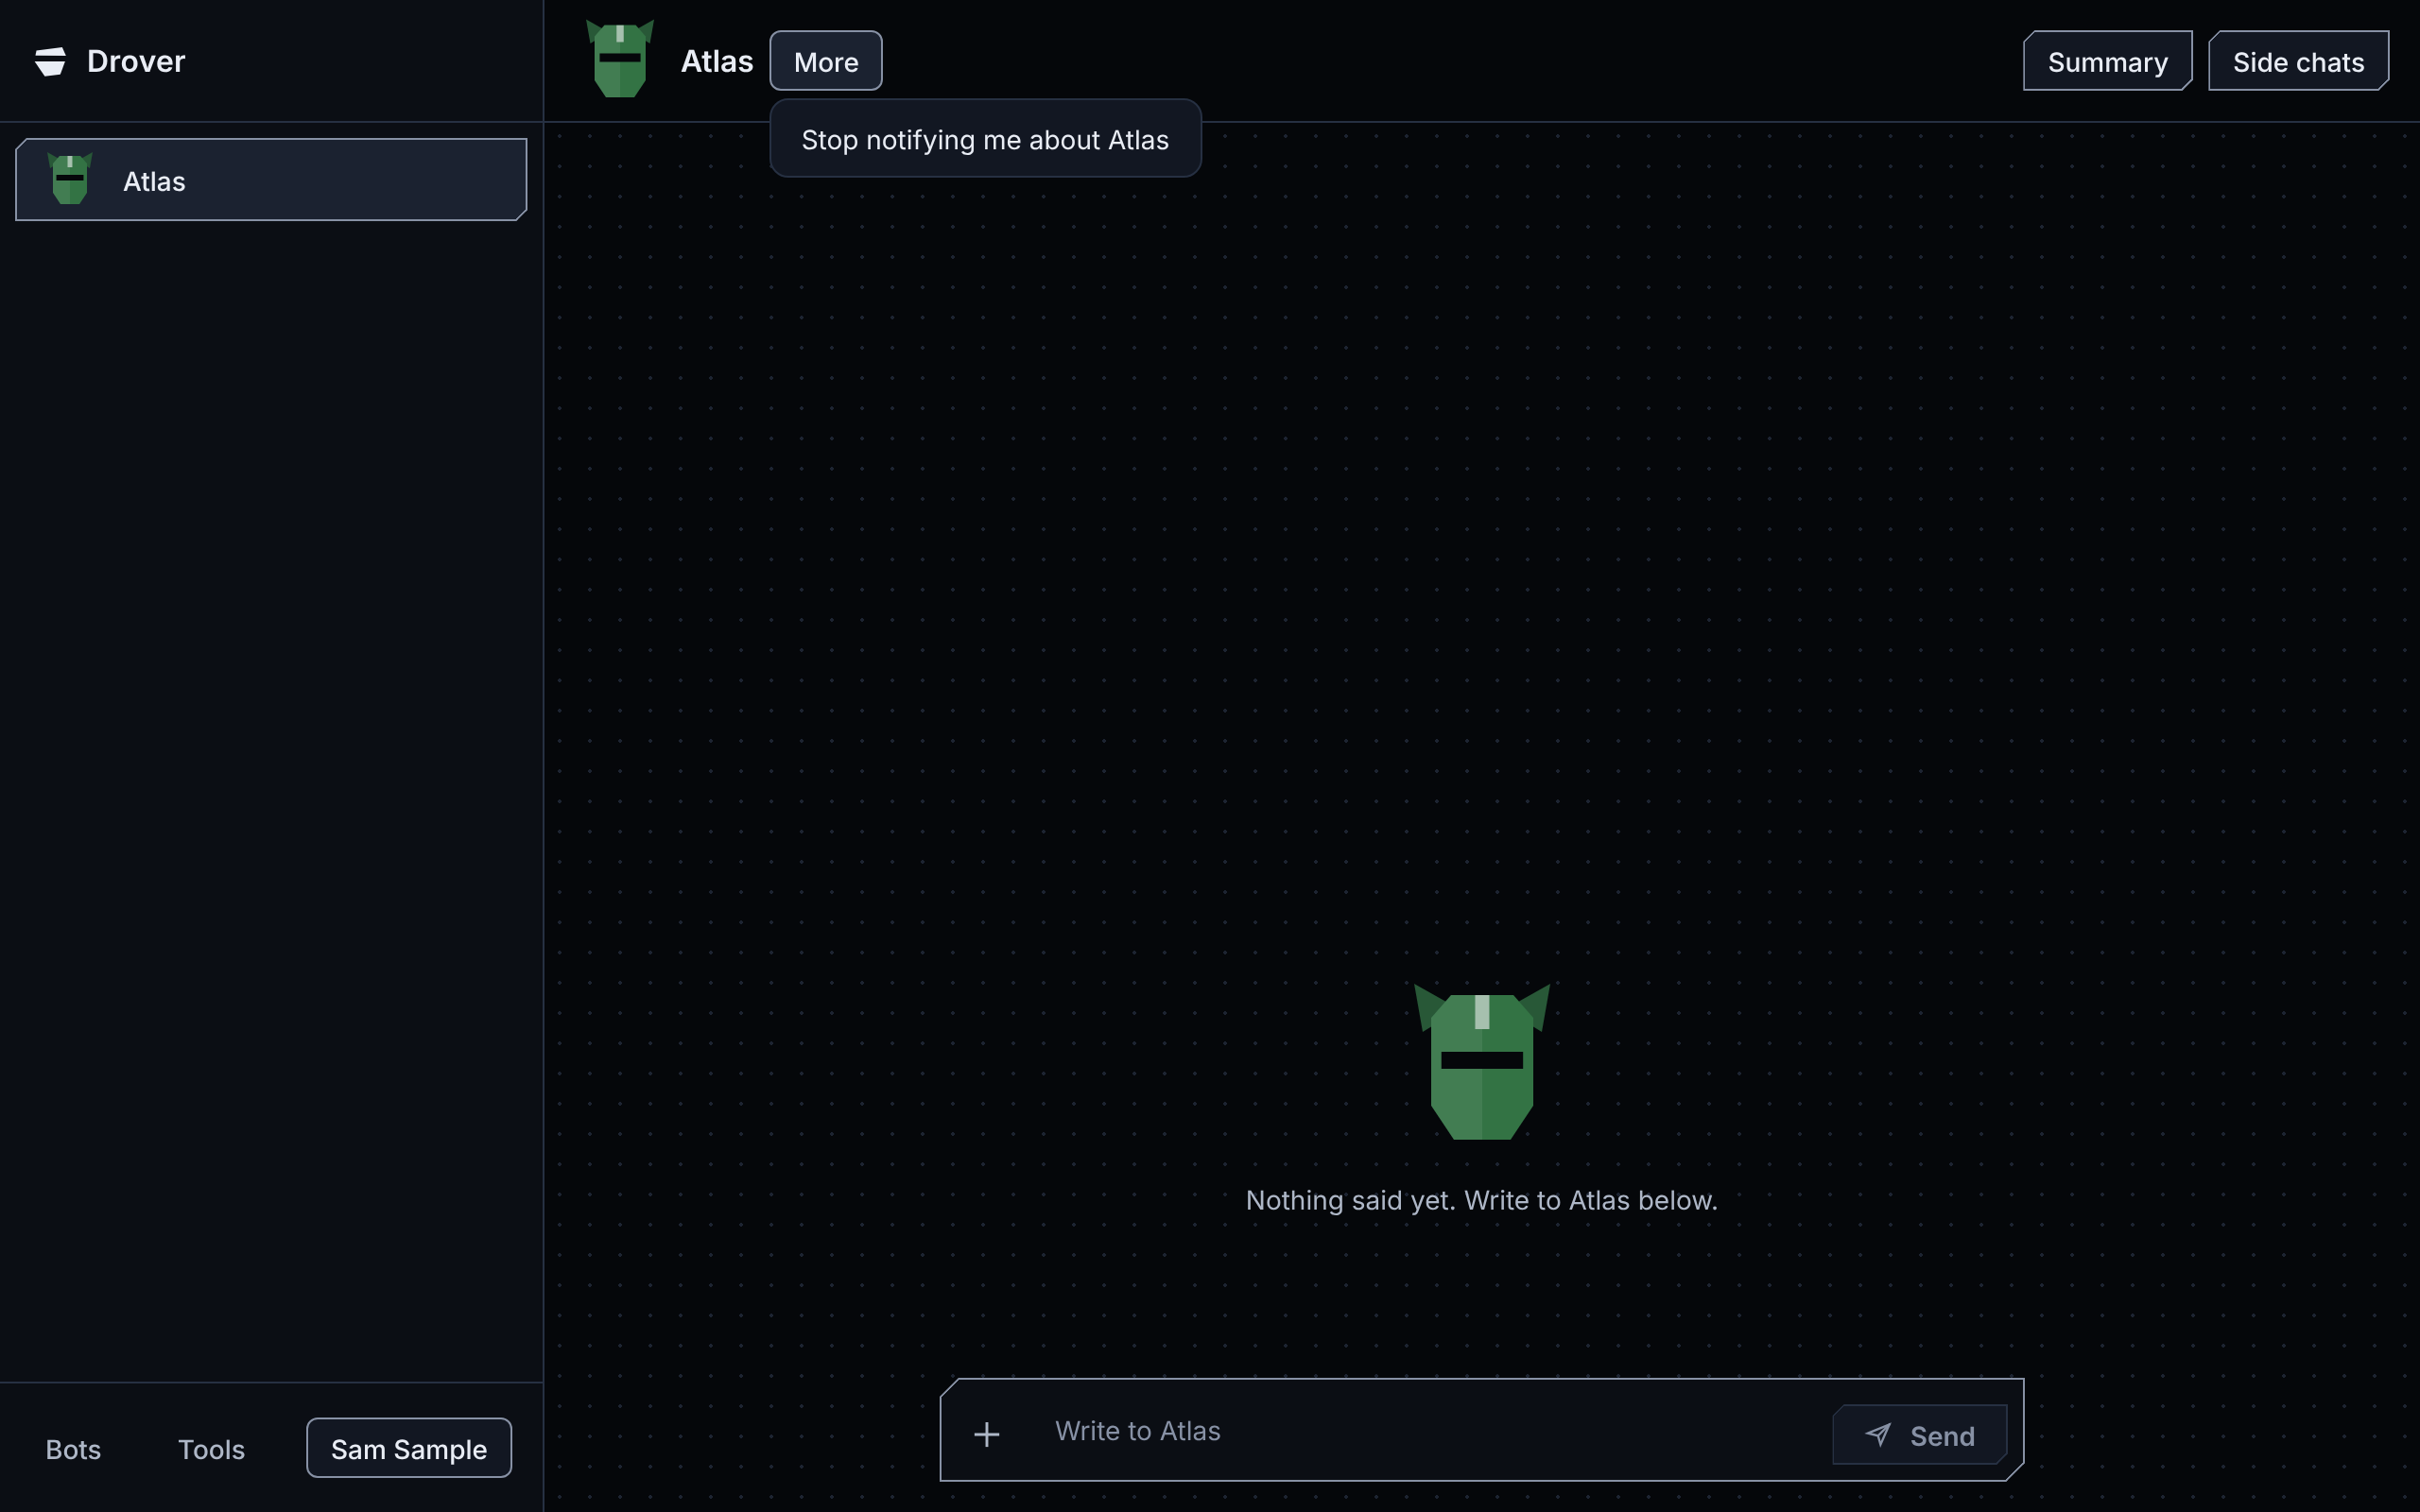 Drover
Atlas
More
Summary
Side chats
Stop notifying me about Atlas
Atlas
Nothing said yet. Write to Atlas below.
Write to Atlas
Send
Bots
Tools
Sam Sample